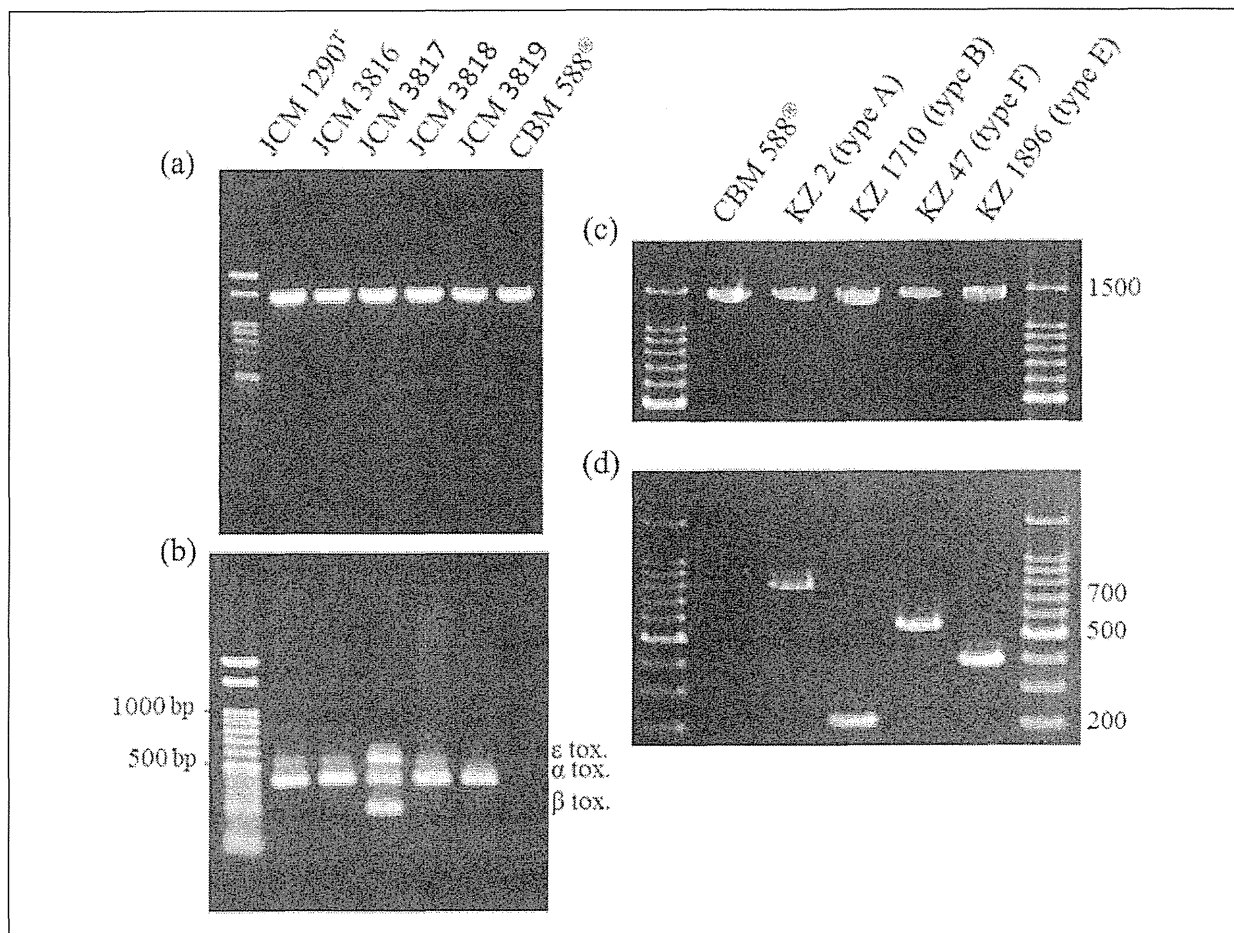 JCM 1290ᵀ
JCM 3816
JCM 3817
JCM 3818
JCM 3819
CBM 588®
(a)
(b)
1000 bp
500 bp
ε tox.
α tox.
β tox.
CBM 588®
KZ 2 (type A)
KZ 1710 (type B)
KZ 47 (type F)
KZ 1896 (type E)
(c)
1500
(d)
700
500
200